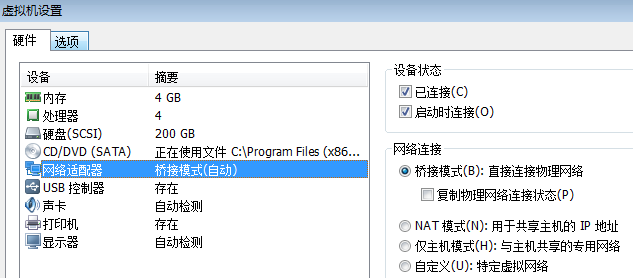 虚拟机设置
硬件 选项
设备 摘要
内存 4 GB
处理器 4
硬盘(SCSI) 200 GB
CD/DVD (SATA) 正在使用文件 C:\Program Files (x86...
网络适配器 桥接模式(自动)
USB 控制器 存在
声卡 自动检测
打印机 存在
显示器 自动检测
设备状态
已连接(C)
启动时连接(O)
网络连接
桥接模式(B): 直接连接物理网络
复制物理网络连接状态(P)
NAT 模式(N): 用于共享主机的 IP 地址
仅主机模式(H): 与主机共享的专用网络
自定义(U): 特定虚拟网络